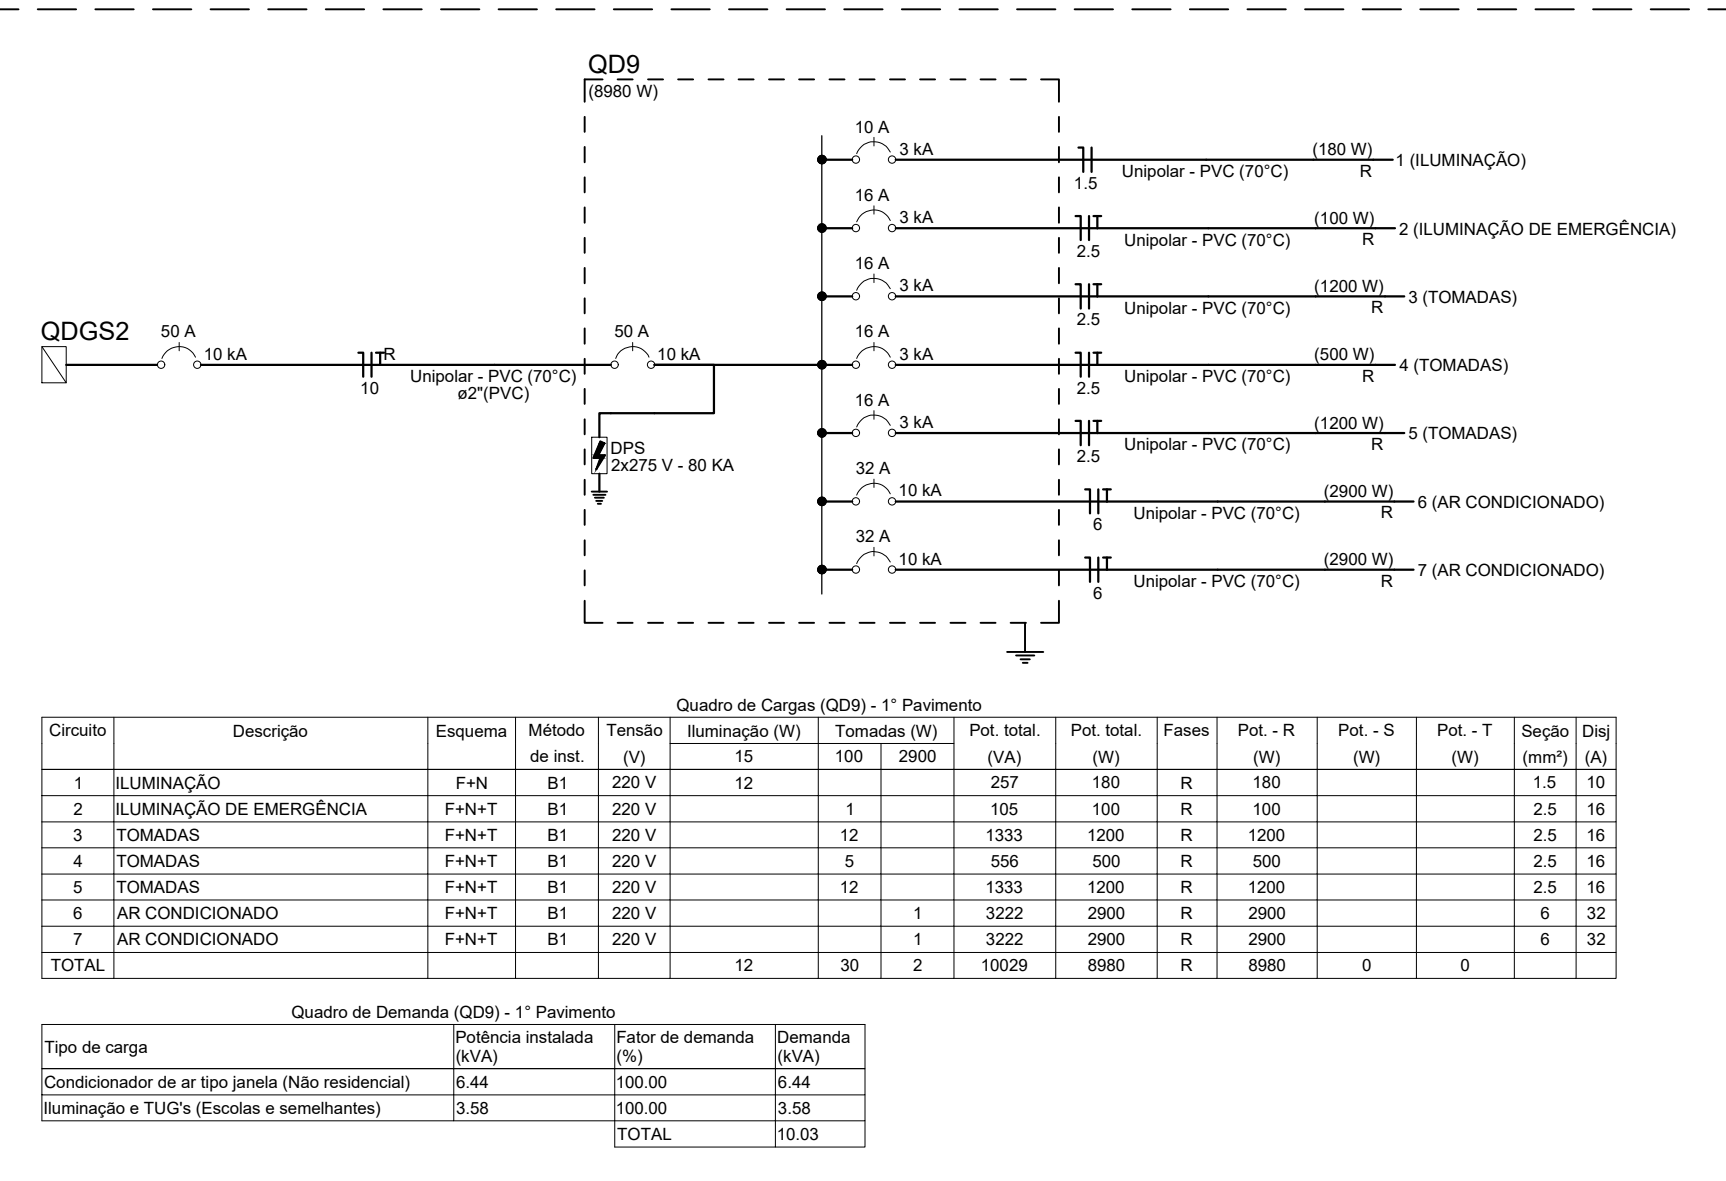 QD9
(8980 W)
10 A
3 kA
1.5
Unipolar - PVC (70°C)
(180 W)
R
1 (ILUMINAÇÃO)
16 A
3 kA
2.5
Unipolar - PVC (70°C)
(100 W)
R
2 (ILUMINAÇÃO DE EMERGÊNCIA)
16 A
3 kA
2.5
Unipolar - PVC (70°C)
(1200 W)
R
3 (TOMADAS)
QDGS2
50 A
10 kA
R
10
Unipolar - PVC (70°C)
ø2"(PVC)
50 A
10 kA
16 A
3 kA
2.5
Unipolar - PVC (70°C)
(500 W)
R
4 (TOMADAS)
DPS
2x275 V - 80 KA
16 A
3 kA
2.5
Unipolar - PVC (70°C)
(1200 W)
R
5 (TOMADAS)
32 A
10 kA
6
Unipolar - PVC (70°C)
(2900 W)
R
6 (AR CONDICIONADO)
32 A
10 kA
6
Unipolar - PVC (70°C)
(2900 W)
R
7 (AR CONDICIONADO)
Quadro de Cargas (QD9) - 1° Pavimento
Circuito Descrição Esquema Método Tensão Iluminação (W) Tomadas (W) Pot. total. Pot. total. Fases Pot. - R Pot. - S Pot. - T Seção Disj
de inst. (V) 15 100 2900 (VA) (W) (W) (W) (W) (mm²) (A)
1 ILUMINAÇÃO F+N B1 220 V 12 257 180 R 180 1.5 10
2 ILUMINAÇÃO DE EMERGÊNCIA F+N+T B1 220 V 1 105 100 R 100 2.5 16
3 TOMADAS F+N+T B1 220 V 12 1333 1200 R 1200 2.5 16
4 TOMADAS F+N+T B1 220 V 5 556 500 R 500 2.5 16
5 TOMADAS F+N+T B1 220 V 12 1333 1200 R 1200 2.5 16
6 AR CONDICIONADO F+N+T B1 220 V 1 3222 2900 R 2900 6 32
7 AR CONDICIONADO F+N+T B1 220 V 1 3222 2900 R 2900 6 32
TOTAL 12 30 2 10029 8980 R 8980 0 0
Quadro de Demanda (QD9) - 1° Pavimento
Tipo de carga Potência instalada (kVA) Fator de demanda (%) Demanda (kVA)
Condicionador de ar tipo janela (Não residencial) 6.44 100.00 6.44
Iluminação e TUG's (Escolas e semelhantes) 3.58 100.00 3.58
TOTAL 10.03